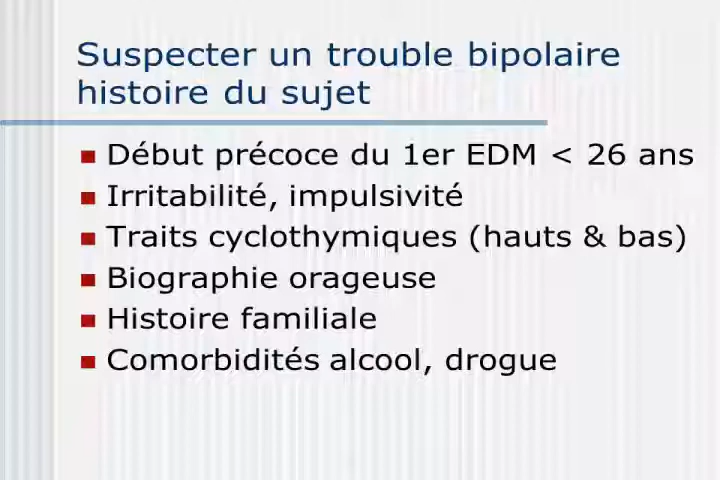 Suspecter un trouble bipolaire
histoire du sujet
Début précoce du 1er EDM < 26 ans
Irritabilité, impulsivité
Traits cyclothymiques (hauts & bas)
Biographie orageuse
Histoire familiale
Comorbidités alcool, drogue